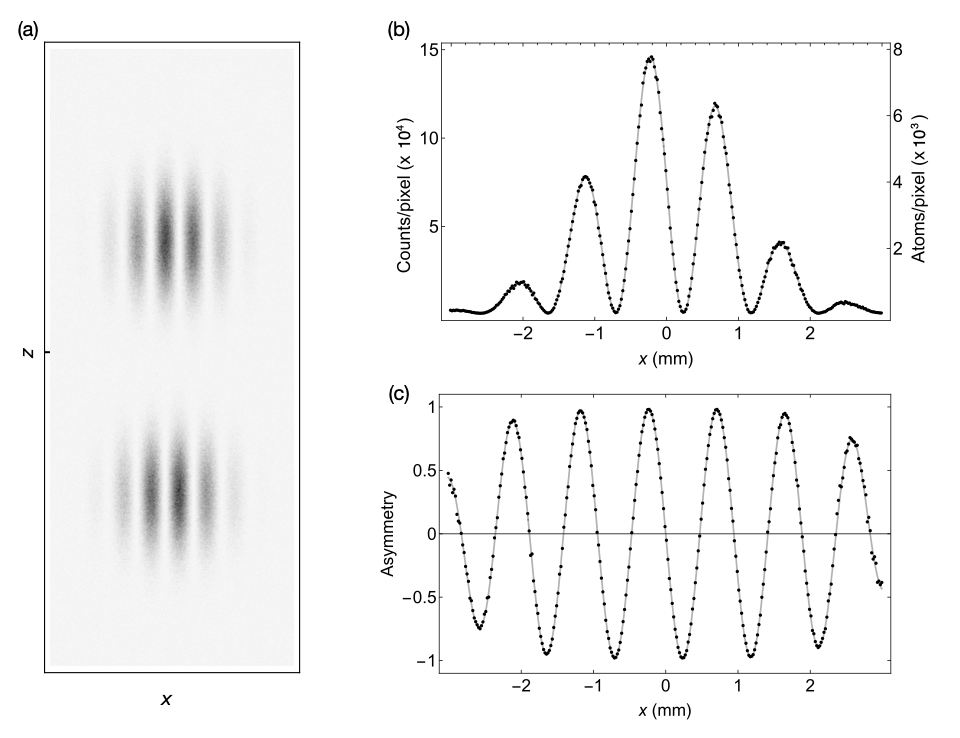 (a)
z
x
(b)
15
10
5
Counts/pixel (x 10⁴)
8
6
4
2
Atoms/pixel (x 10³)
−2 −1 0 1 2
x (mm)
(c)
1
0.5
0
−0.5
−1
Asymmetry
−2 −1 0 1 2
x (mm)